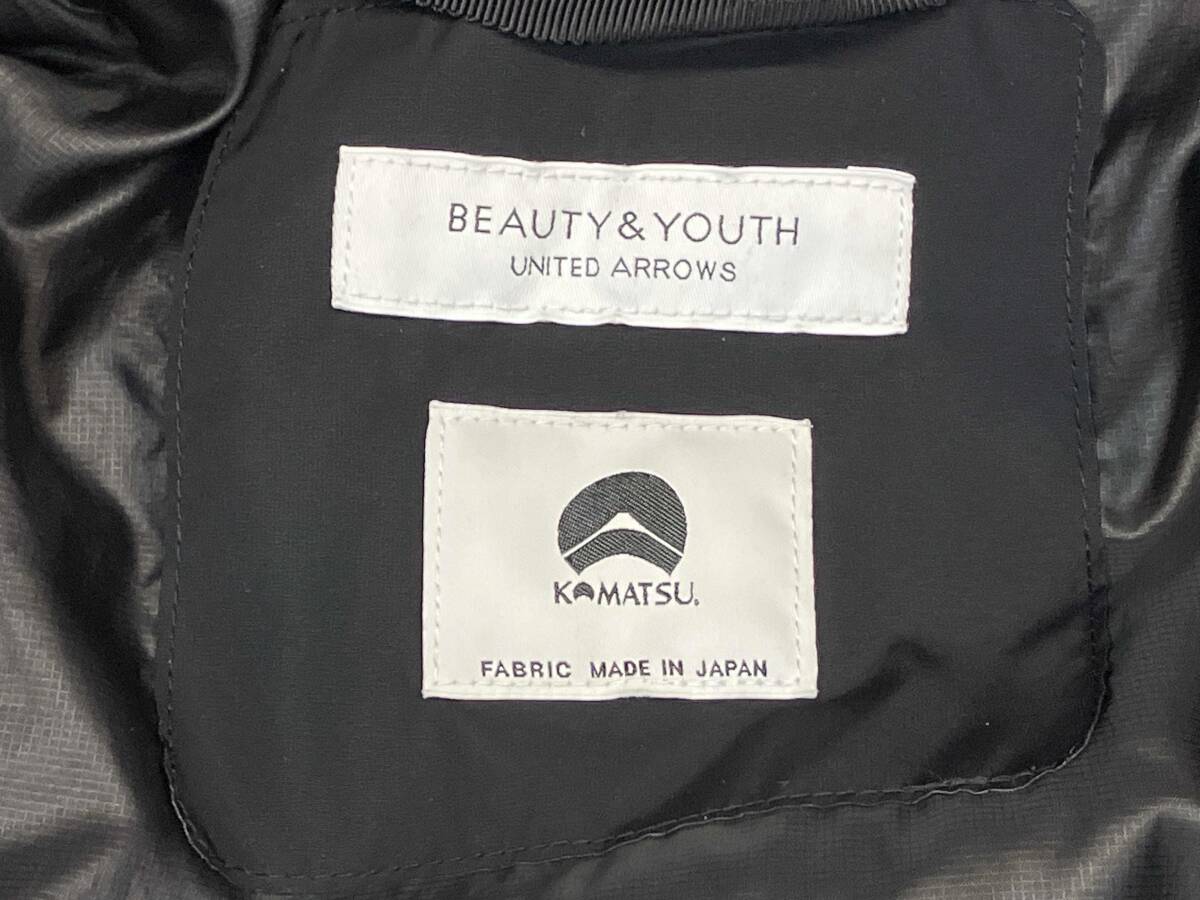 BEAUTY&YOUTH
UNITED ARROWS
KOMATSU.
FABRIC MADE IN JAPAN